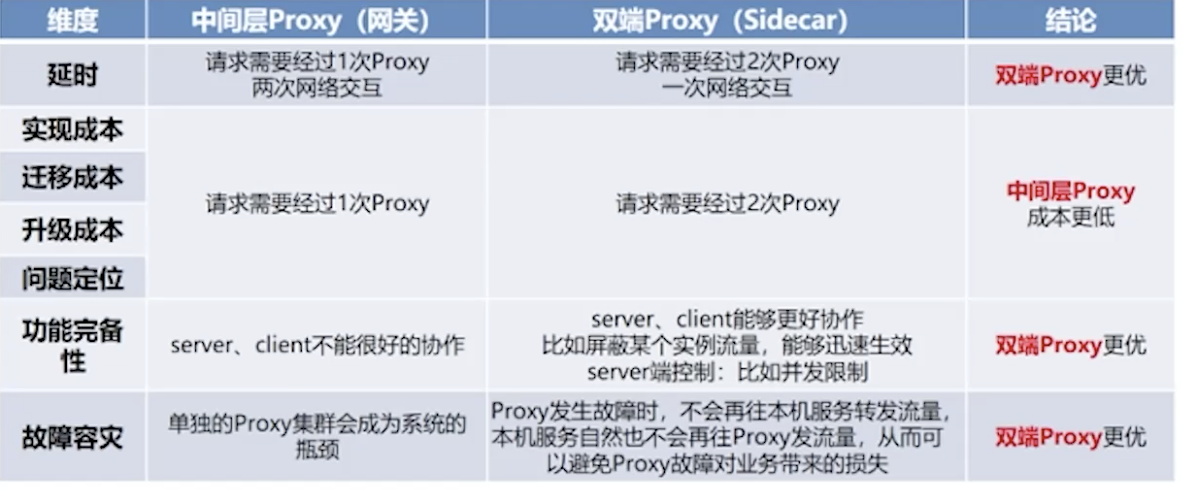 维度
中间层Proxy（网关）
双端Proxy（Sidecar）
结论
延时
请求需要经过1次Proxy
两次网络交互
请求需要经过2次Proxy
一次网络交互
双端Proxy更优
实现成本
迁移成本
升级成本
问题定位
请求需要经过1次Proxy
请求需要经过2次Proxy
中间层Proxy
成本更低
功能完备
性
server、client不能很好的协作
server、client能够更好协作
比如屏蔽某个实例流量，能够迅速生效
server端控制：比如并发限制
双端Proxy更优
故障容灾
单独的Proxy集群会成为系统的
瓶颈
Proxy发生故障时，不会再往本机服务转发流量，
本机服务自然也不会再往Proxy发流量，从而可
以避免Proxy故障对业务带来的损失
双端Proxy更优